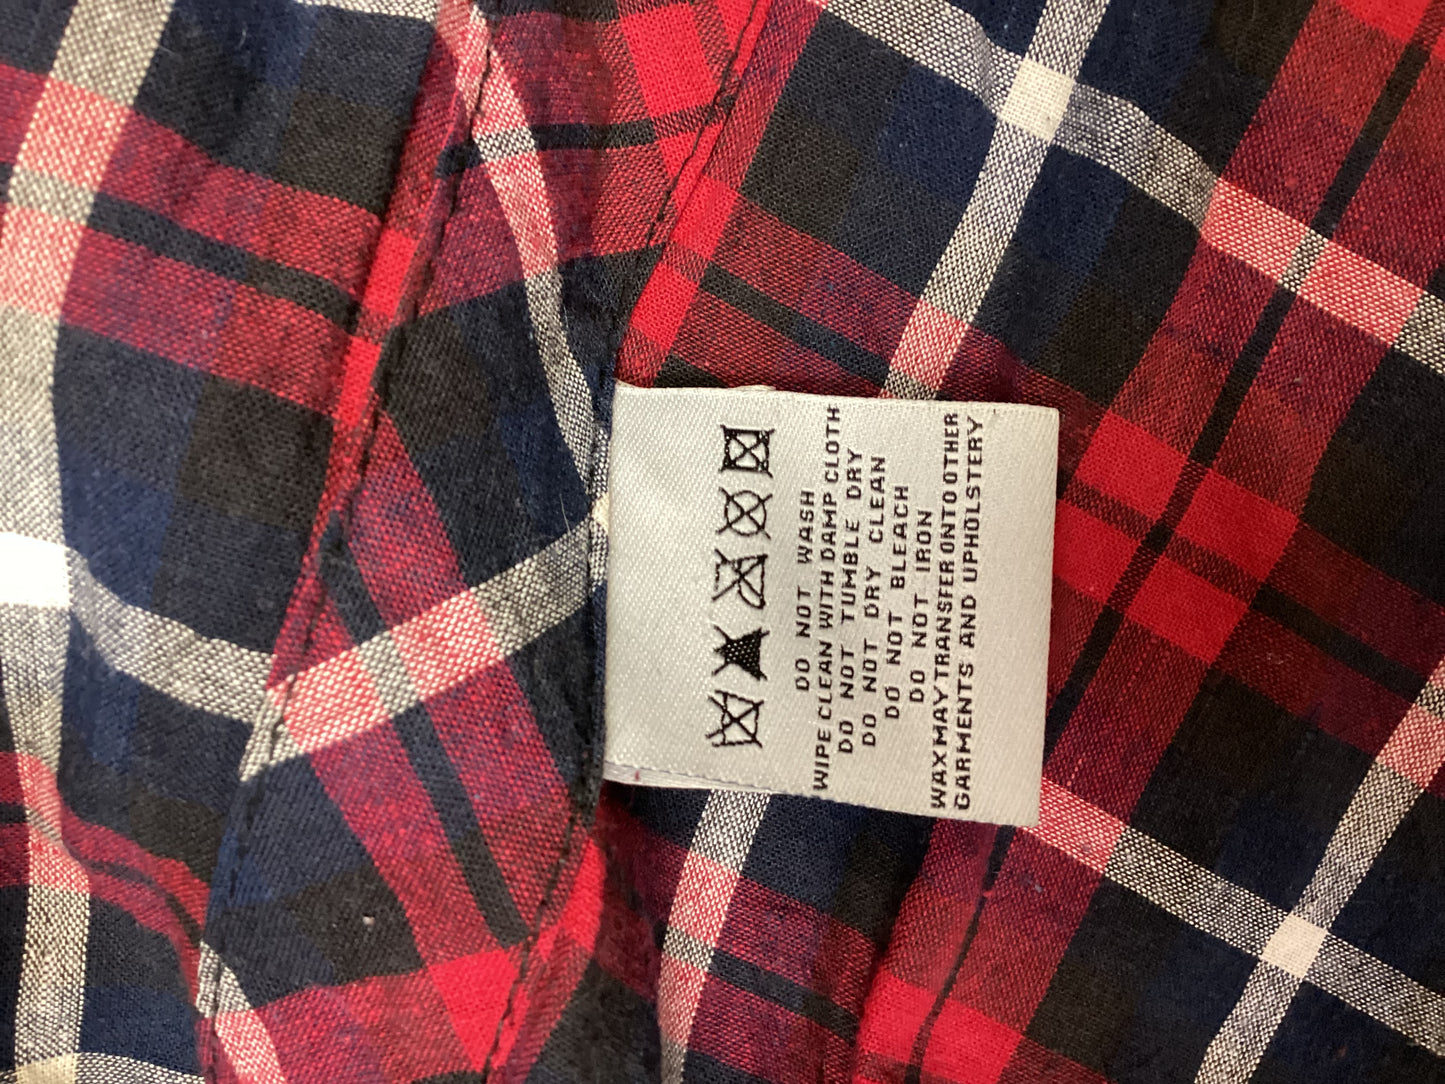 DO NOT WASH
WIPE CLEAN WITH DAMP CLOTH
DO NOT TUMBLE DRY
DO NOT DRY CLEAN
DO NOT BLEACH
DO NOT IRON
WAX MAY TRANSFER ONTO OTHER
GARMENTS AND UPHOLSTERY